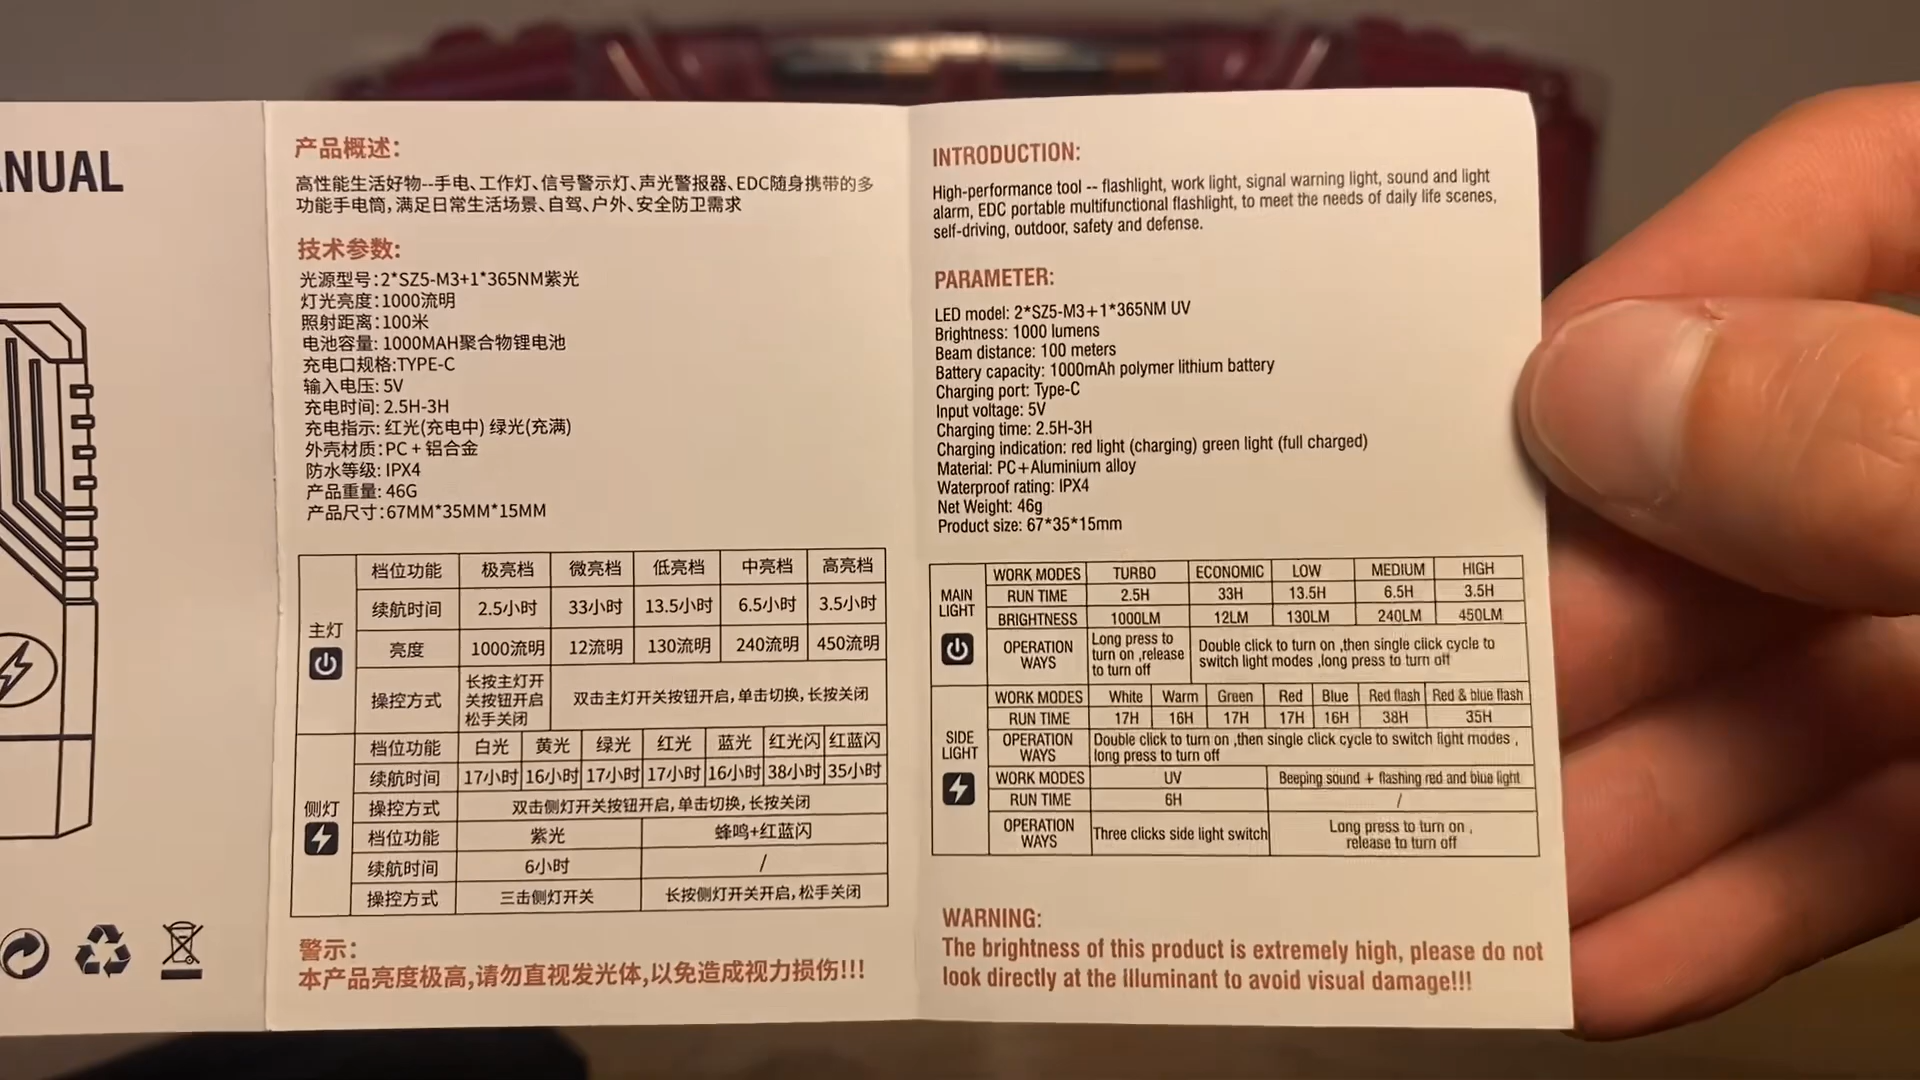 ANUAL
产品概述:
高性能生活好物--手电、工作灯、信号警示灯、声光警报器、EDC随身携带的多
功能手电筒,满足日常生活场景、自驾、户外、安全防卫需求
技术参数:
光源型号:2*SZ5-M3+1*365NM紫光
灯光亮度:1000流明
照射距离:100米
电池容量: 1000MAH聚合物锂电池
充电口规格:TYPE-C
输入电压: 5V
充电时间: 2.5H-3H
充电指示: 红光(充电中) 绿光(充满)
外壳材质:PC + 铝合金
防水等级: IPX4
产品重量: 46G
产品尺寸:67MM*35MM*15MM
主灯
档位功能 极亮档 微亮档 低亮档 中亮档 高亮档
续航时间 2.5小时 33小时 13.5小时 6.5小时 3.5小时
亮度 1000流明 12流明 130流明 240流明 450流明
操控方式 长按主灯开
关按钮开启
松手关闭
双击主灯开关按钮开启,单击切换,长按关闭
侧灯
档位功能 白光 黄光 绿光 红光 蓝光 红光闪 红蓝闪
续航时间 17小时 16小时 17小时 17小时 16小时 38小时 35小时
操控方式 双击侧灯开关按钮开启,单击切换,长按关闭
档位功能 紫光 蜂鸣+红蓝闪
续航时间 6小时 /
操控方式 三击侧灯开关 长按侧灯开关开启,松手关闭
警示:
本产品亮度极高,请勿直视发光体,以免造成视力损伤!!!
INTRODUCTION:
High-performance tool -- flashlight, work light, signal warning light, sound and light
alarm, EDC portable multifunctional flashlight, to meet the needs of daily life scenes,
self-driving, outdoor, safety and defense.
PARAMETER:
LED model: 2*SZ5-M3+1*365NM UV
Brightness: 1000 lumens
Beam distance: 100 meters
Battery capacity: 1000mAh polymer lithium battery
Charging port: Type-C
Input voltage: 5V
Charging time: 2.5H-3H
Charging indication: red light (charging) green light (full charged)
Material: PC+Aluminium alloy
Waterproof rating: IPX4
Net Weight: 46g
Product size: 67*35*15mm
MAIN
LIGHT
WORK MODES TURBO ECONOMIC LOW MEDIUM HIGH
RUN TIME 2.5H 33H 13.5H 6.5H 3.5H
BRIGHTNESS 1000LM 12LM 130LM 240LM 450LM
OPERATION
WAYS
Long press to
turn on ,release
to turn off
Double click to turn on ,then single ciick cycle to
switch light modes ,long press to turn off
SIDE
LIGHT
WORK MODES White Warm Green Red Blue Red flash Red & blue flash
RUN TIME 17H 16H 17H 17H 16H 38H 35H
OPERATION
WAYS
Double click to turn on ,then single click cycle to switch light modes ,
long press to turn off
WORK MODES UV Beeping sound + flashing red and blue light
RUN TIME 6H /
OPERATION
WAYS
Three clicks side light switch
Long press to turn on ,
release to turn off
WARNING:
The brightness of this product is extremely high, please do not
look directly at the illuminant to avoid visual damage!!!